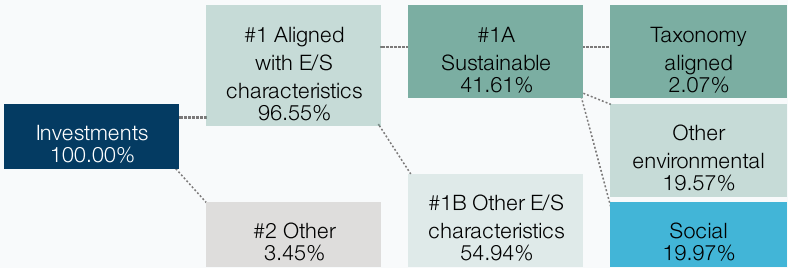 Investments
100.00%
#1 Aligned
with E/S
characteristics
96.55%
#2 Other
3.45%
#1A
Sustainable
41.61%
#1B Other E/S
characteristics
54.94%
Taxonomy
aligned
2.07%
Other
environmental
19.57%
Social
19.97%